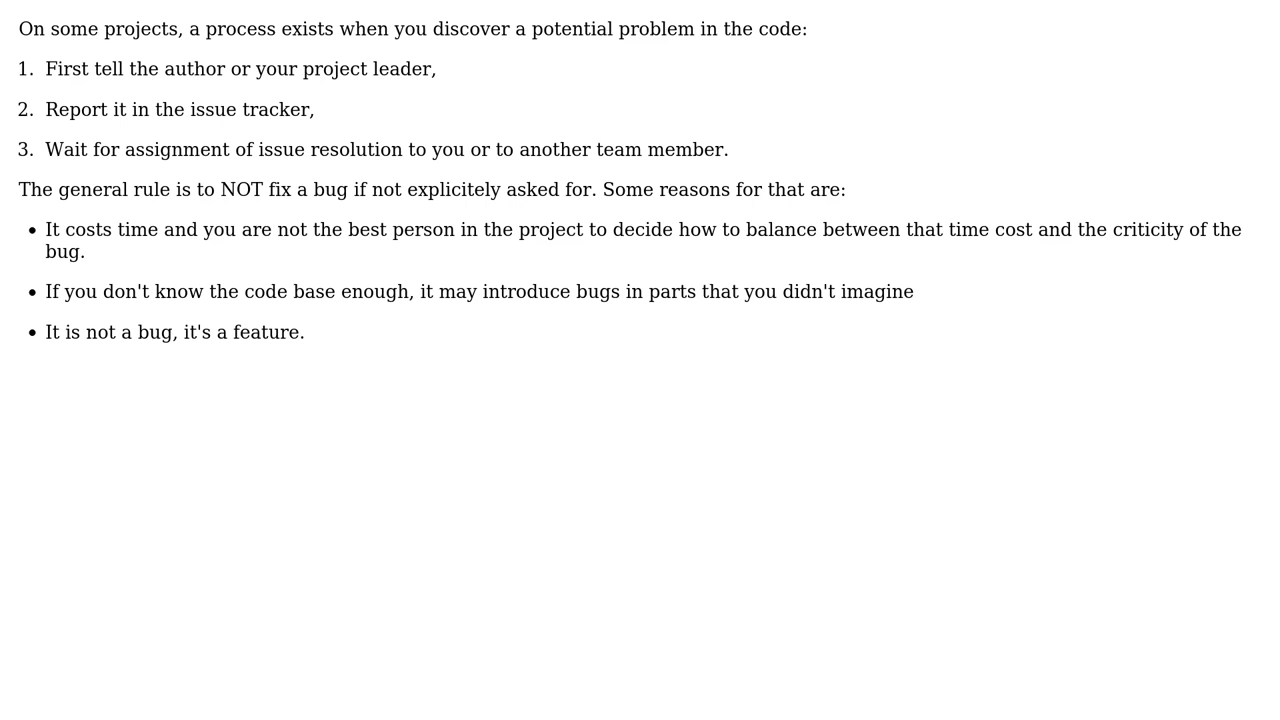 On some projects, a process exists when you discover a potential problem in the code:
1. First tell the author or your project leader,
2. Report it in the issue tracker,
3. Wait for assignment of issue resolution to you or to another team member.
The general rule is to NOT fix a bug if not explicitely asked for. Some reasons for that are:
• It costs time and you are not the best person in the project to decide how to balance between that time cost and the criticity of the
bug.
• If you don't know the code base enough, it may introduce bugs in parts that you didn't imagine
• It is not a bug, it's a feature.